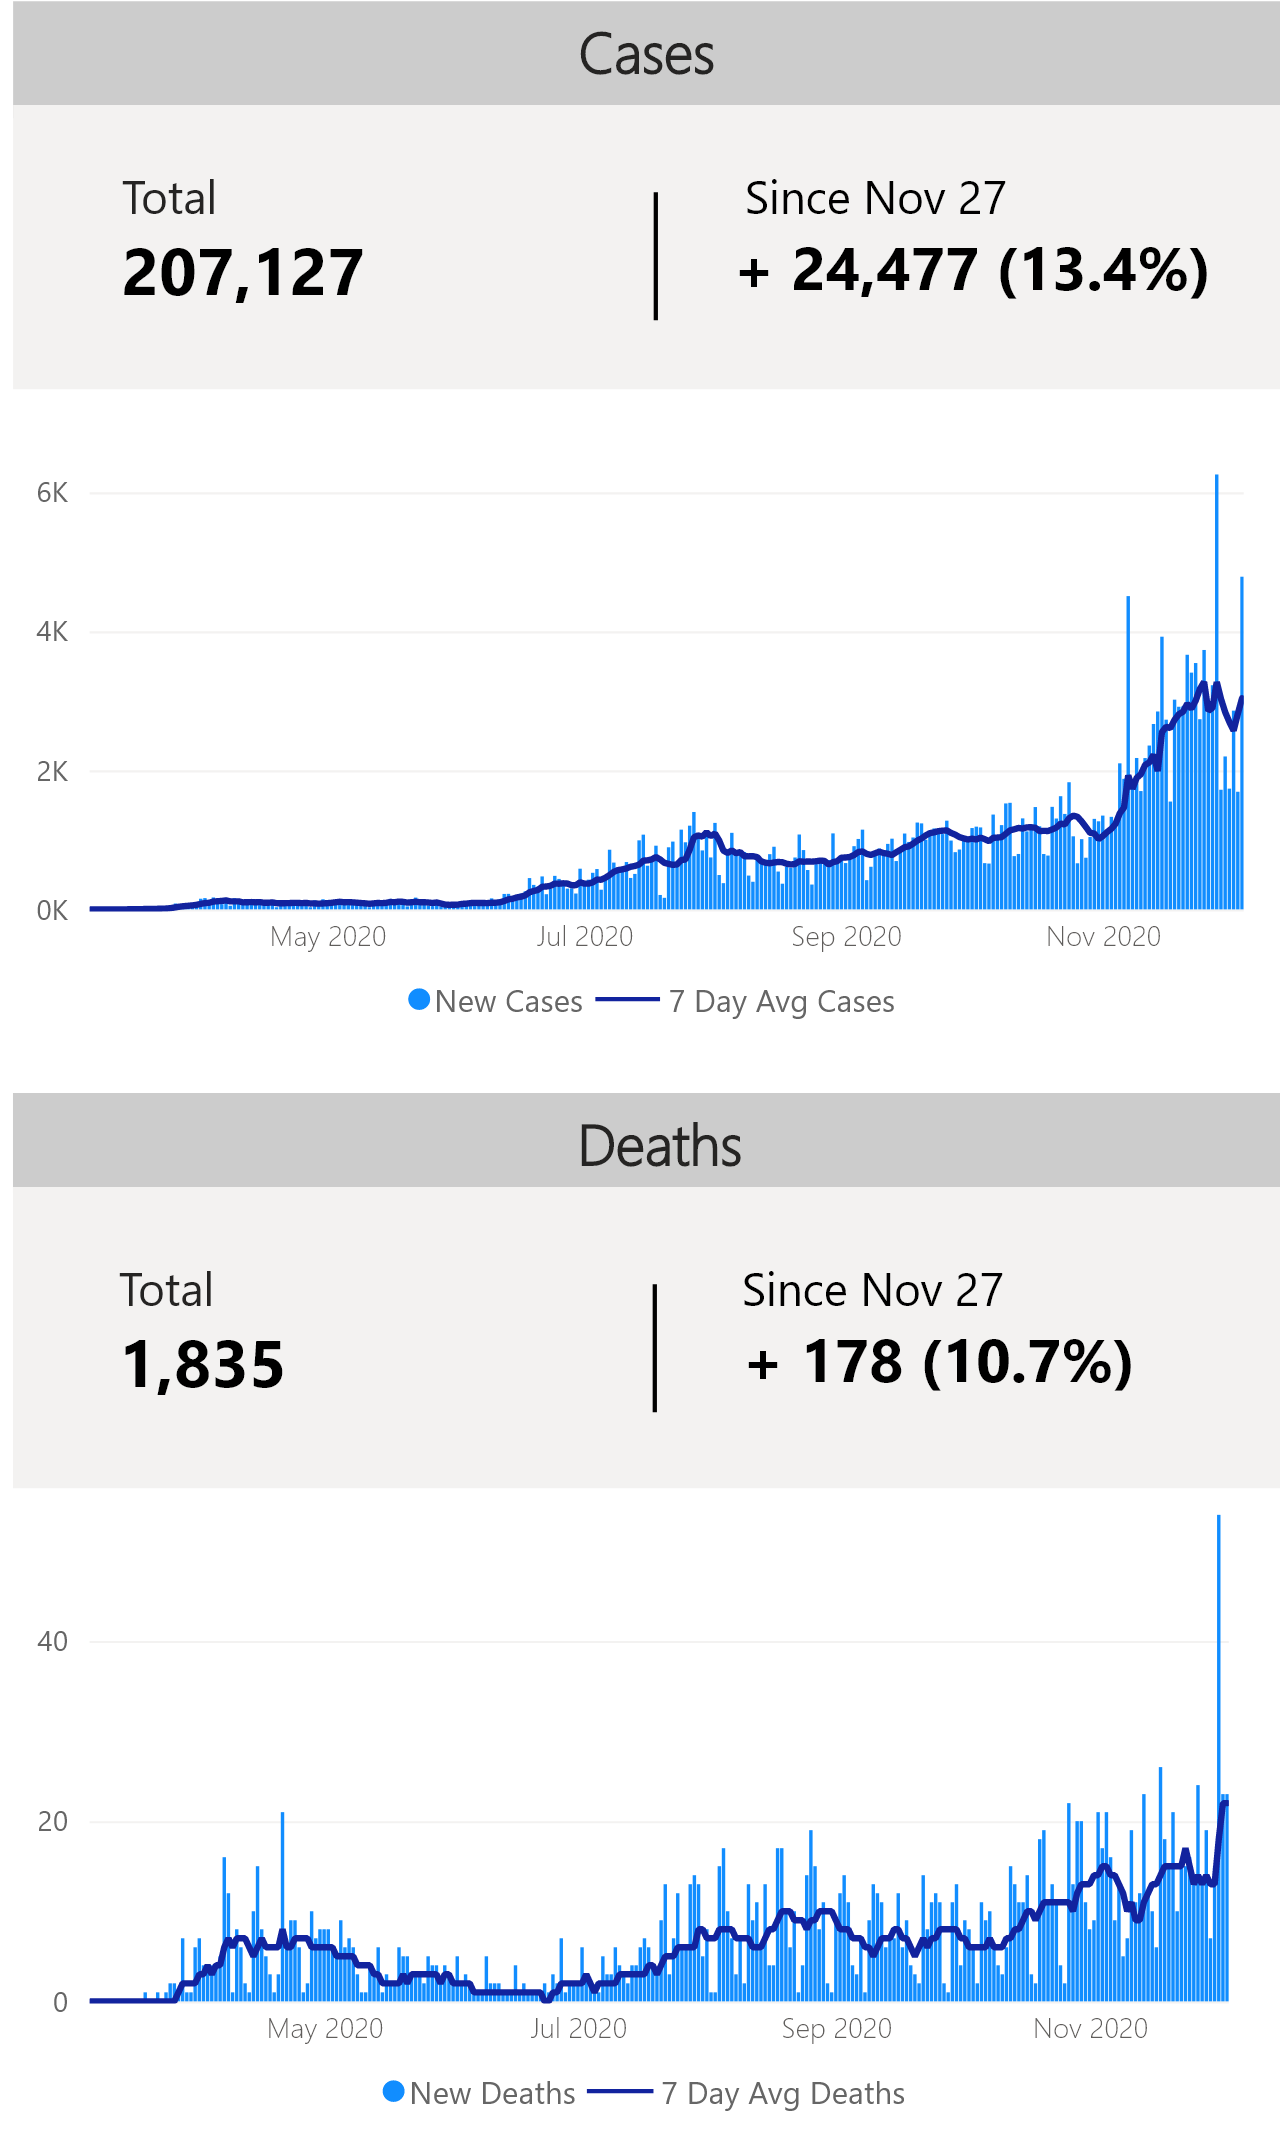 Cases
Total
Since Nov 27
207,127
+ 24,477 (13.4%)
6K
4K
2K
0K
May 2020
Jul 2020
Sep 2020
Nov 2020
New Cases
7 Day Avg Cases
Deaths
Total
Since Nov 27
1,835
+ 178 (10.7%)
40
20
0
May 2020
Jul 2020
Sep 2020
Nov 2020
New Deaths
7 Day Avg Deaths